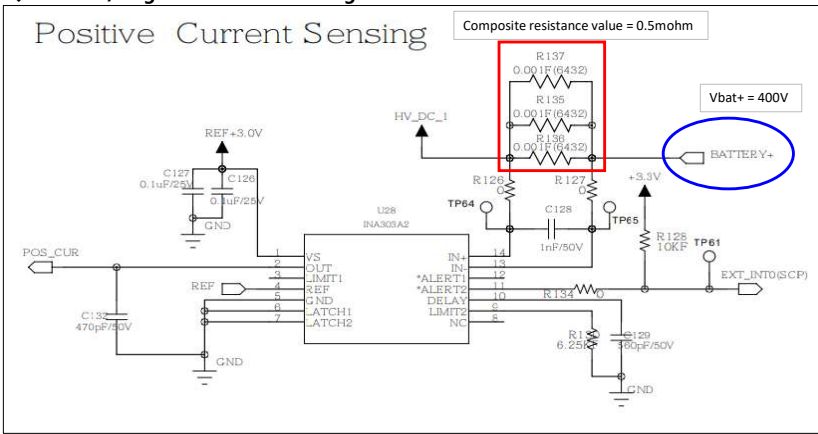 Positive Current Sensing
Composite resistance value = 0.5mohm
R137
0.001F(6432)
R135
0.001F(6432)
R136
0.001F(6432)
Vbat+ = 400V
HV_DC_1
BATTERY+
REF+3.0V
C127
0.1uF/25V
C126
0.1uF/25V
GND
R126
0
R127
0
+3.3V
TP64
C128
TP65
1nF/50V
R128
10KF
TP61
U28
INA303A2
POS_CUR
1
VS
2
OUT
3
LIMIT1
4
REF
5
GND
6
LATCH1
7
LATCH2
REF
IN+
14
IN-
13
*ALERT1
12
*ALERT2
11
DELAY
10
LIMIT2
9
NC
8
R134
0
EXT_INT0(SCP)
C132
470pF/50V
GND
C129
560pF/50V
GND